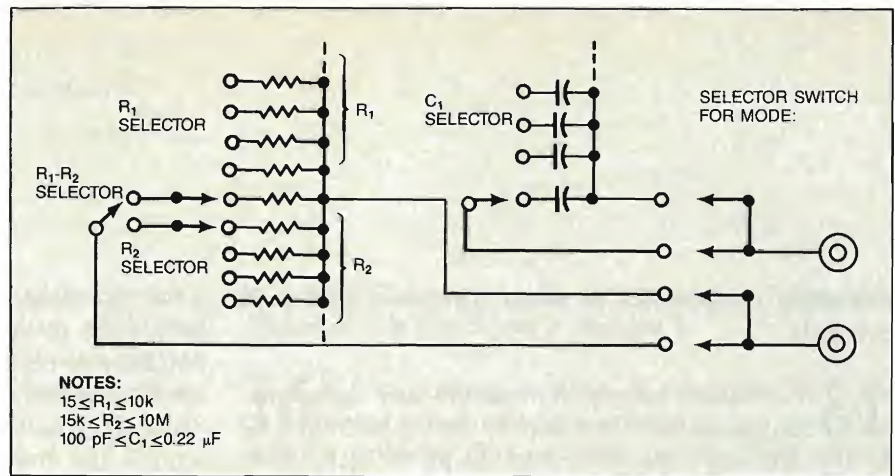 R₁
SELECTOR
R₁
R₁-R₂
SELECTOR
R₂
SELECTOR
R₂
C₁
SELECTOR
SELECTOR SWITCH
FOR MODE:
NOTES:
15≤R₁≤10k
15k≤R₂≤10M
100 pF≤C₁≤0.22 μF